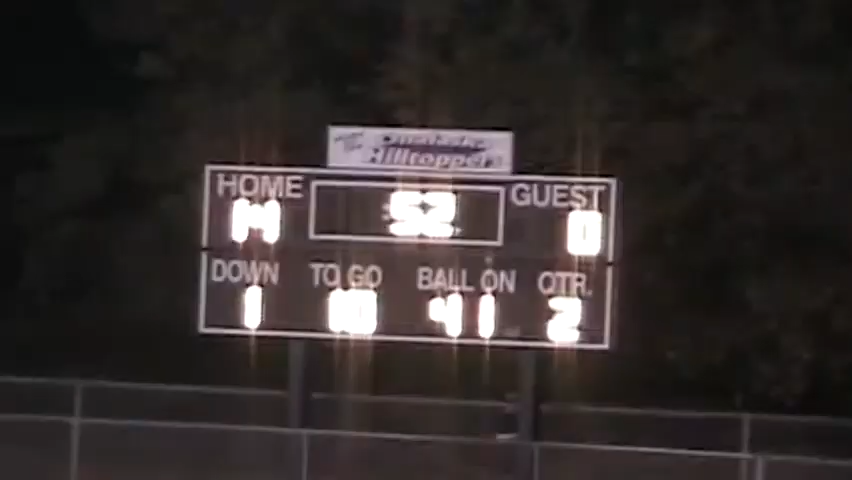 Hilltoppers
HOME GUEST
52
14 0
DOWN TO GO BALL ON QTR.
1 10 41 2